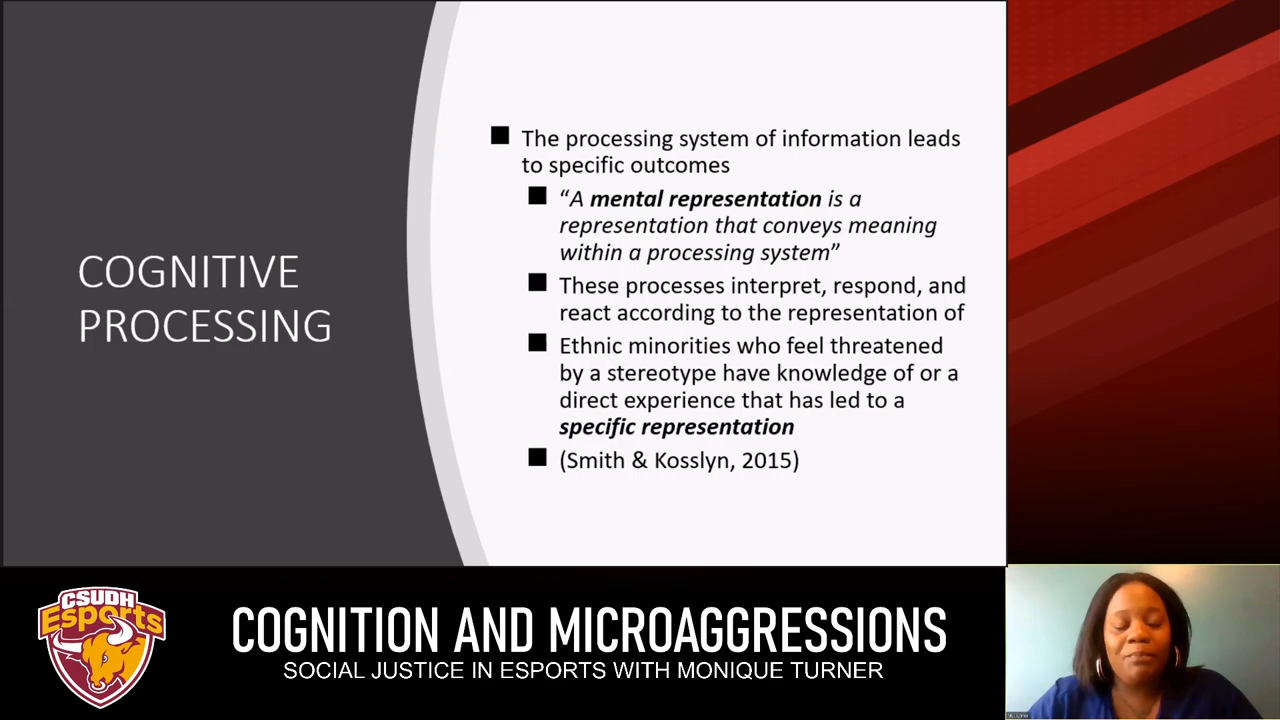 COGNITIVE
PROCESSING
The processing system of information leads
to specific outcomes
“A mental representation is a
representation that conveys meaning
within a processing system”
These processes interpret, respond, and
react according to the representation of
Ethnic minorities who feel threatened
by a stereotype have knowledge of or a
direct experience that has led to a
specific representation
(Smith & Kosslyn, 2015)
CSUDH
Esports
COGNITION AND MICROAGGRESSIONS
SOCIAL JUSTICE IN ESPORTS WITH MONIQUE TURNER